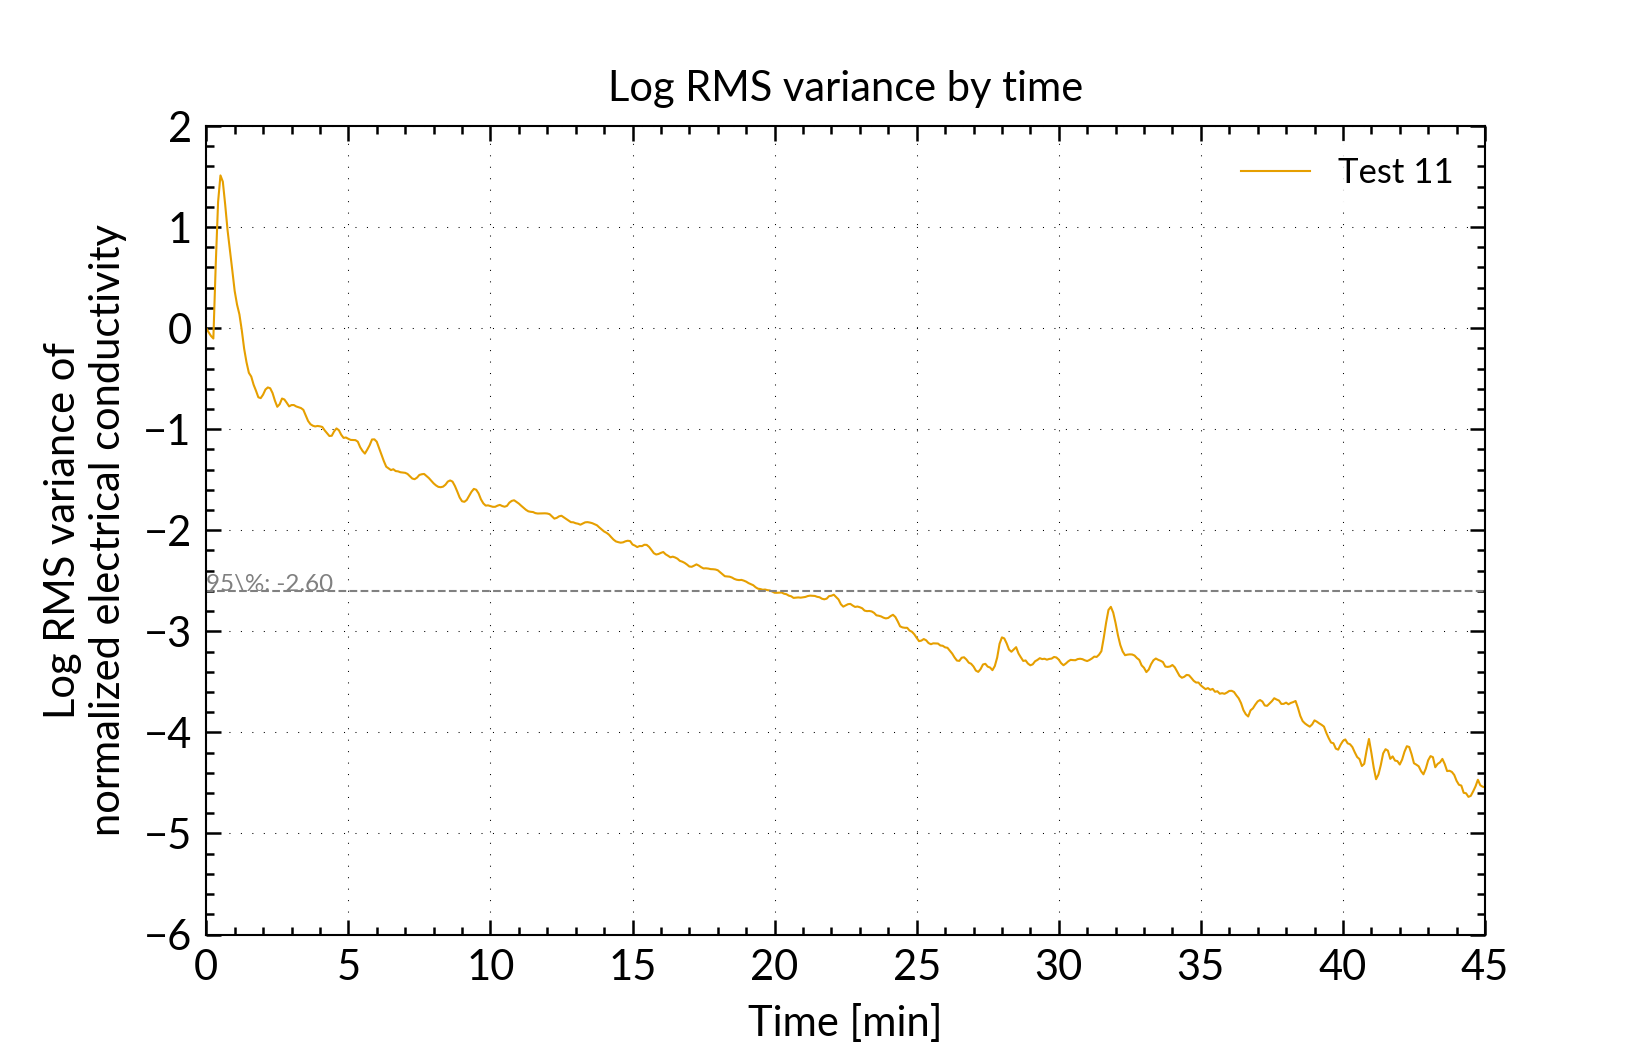 Log RMS variance by time
Test 11
Log RMS variance of
normalized electrical conductivity
2
1
0
−1
−2
−3
−4
−5
−6
95\%: -2.60
0 5 10 15 20 25 30 35 40 45
Time [min]